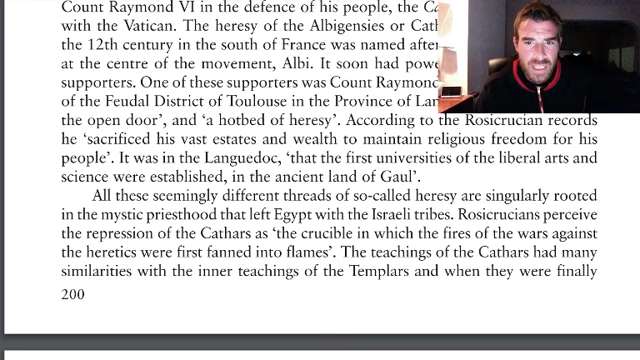 Count Raymond VI in the defence of his people, the
with the Vatican. The heresy of the Albigensies or
the 12th century in the south of France was named after
at the centre of the movement, Albi. It soon had
supporters. One of these supporters was Count Raymond
of the Feudal District of Toulouse in the Province of
the open door', and 'a hotbed of heresy'. According to the Rosicrucian records
he 'sacrificed his vast estates and wealth to maintain religious freedom for his
people'. It was in the Languedoc, 'that the first universities of the liberal arts and
science were established, in the ancient land of Gaul'.
All these seemingly different threads of so-called heresy are singularly rooted
in the mystic priesthood that left Egypt with the Israeli tribes. Rosicrucians perceive
the repression of the Cathars as 'the crucible in which the fires of the wars against
the heretics were first fanned into flames'. The teachings of the Cathars had many
similarities with the inner teachings of the Templars and when they were finally
200